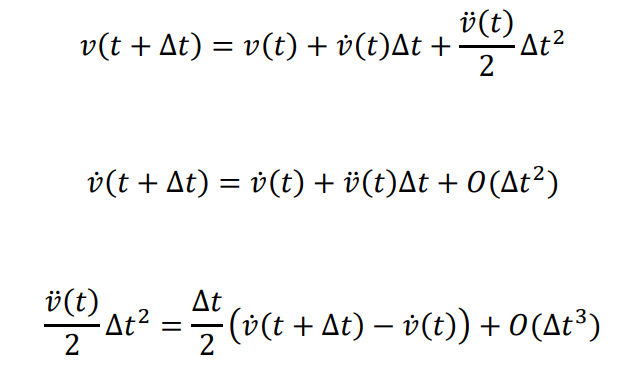 v(t + Δt) = v(t) + v̇(t)Δt + v̈(t)/2 Δt²
v̇(t + Δt) = v̇(t) + v̈(t)Δt + O(Δt²)
v̈(t)/2 Δt² = Δt/2 (v̇(t + Δt) − v̇(t)) + O(Δt³)